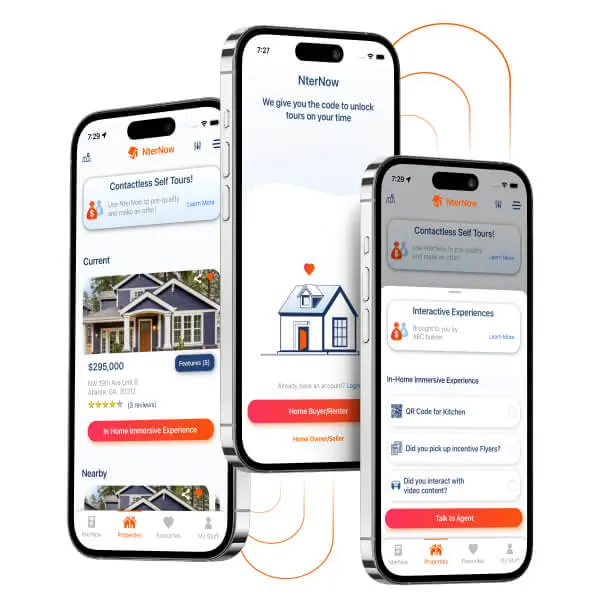 7:29
NterNow
Contactless Self Tours!
Use NterNow to pre-qualify
and make an offer!
Learn More
Current
$295,000
Features (5)
NW 19th Ave Unit B
Atlanta, GA, 20312
(3 reviews)
In Home Immersive Experience
Nearby
NterNow
Properties
Favourites
My Stuff
7:27
NterNow
We give you the code to unlock
tours on your time
Already have an account? Login
Home Buyer/Renter
Home Owner/Seller
7:29
NterNow
Contactless Self Tours!
Use NterNow to pre-qualify
and make an offer!
Learn More
Interactive Experiences
Brought to you by
ABC builder
Learn More
In-Home Immersive Experience
QR Code for Kitchen
Did you pick up incentive Flyers?
Did you interact with
video content?
Talk to Agent
NterNow
Properties
Favourites
My Stuff